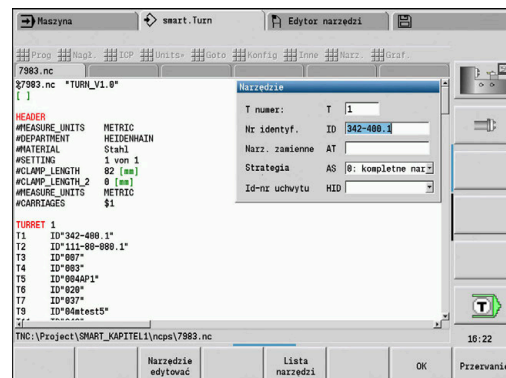 Maszyna
smart.Turn
Edytor narzędzi
Prog Nagł. ICP Units» Goto Konfig Inne Narz. Graf.
7983.nc
%7983.nc "TURN_V1.0"
[ ]
HEADER
#MEASURE_UNITS METRIC
#DEPARTMENT HEIDENHAIN
#MATERIAL Stahl
#SETTING 1 von 1
#CLAMP_LENGTH 82 [mm]
#CLAMP_LENGTH_2 0 [mm]
#MEASURE_UNITS METRIC
#CARRIAGES $1
TURRET 1
T1 ID"342-400.1"
T2 ID"111-80-080.1"
T3 ID"007"
T4 ID"003"
T5 ID"004AP1"
T6 ID"020"
T7 ID"037"
T9 ID"04mtest5"
Narzędzie
T numer: T 1
Nr identyf. ID 342-400.1
Narz. zamienne AT
Strategia AS 0: kompletne nar
Id-nr uchwytu HID
TNC:\Project\SMART_KAPITEL1\ncps\7983.nc
T
16:22
Narzędzie edytować
Lista narzędzi
OK
Przerwanie